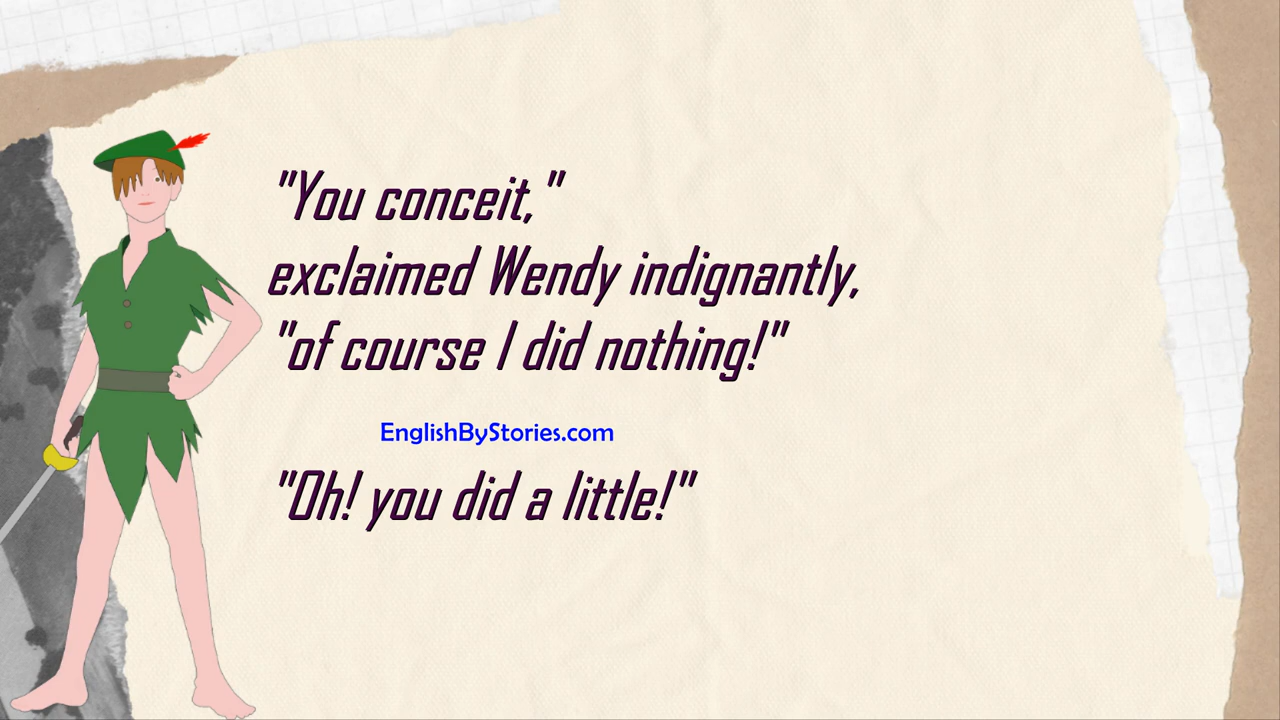 "You conceit,"
exclaimed Wendy indignantly,
"of course I did nothing!"
EnglishByStories.com
"Oh! you did a little!"